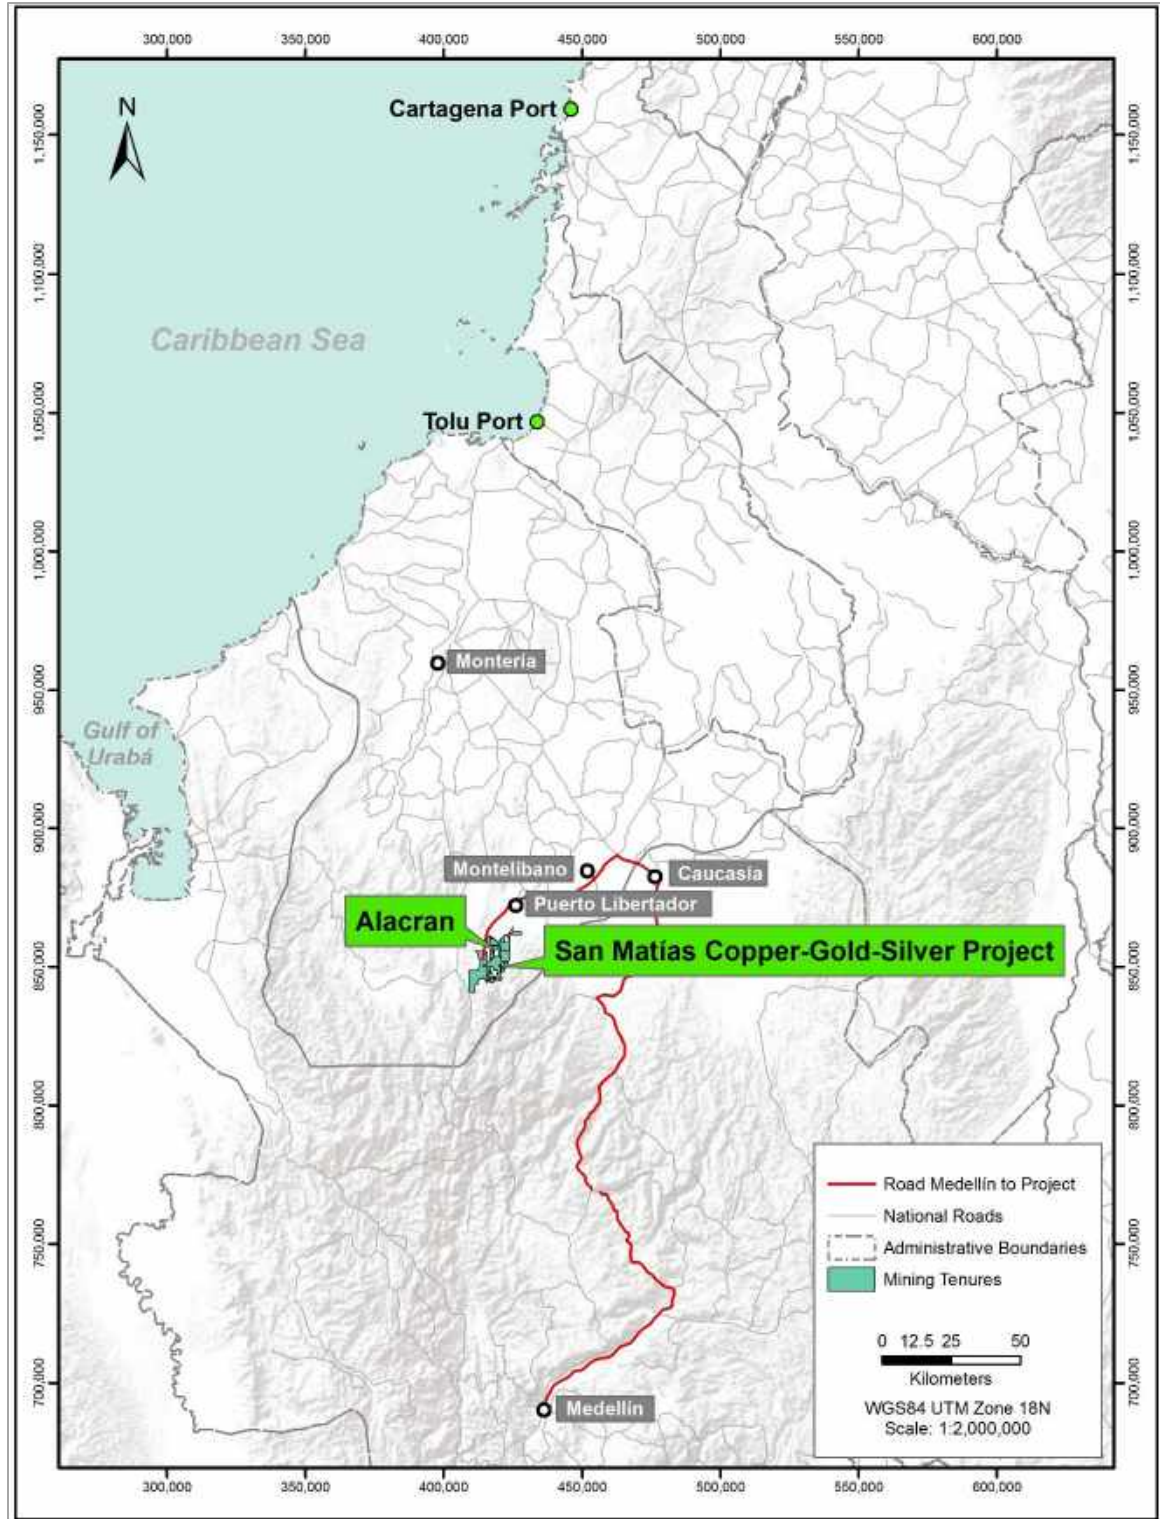 300,000 350,000 400,000 450,000 500,000 550,000 600,000
N
Cartagena Port
1,150,000 1,150,000
1,100,000 1,100,000
Caribbean Sea
Tolu Port
1,050,000 1,050,000
1,000,000 1,000,000
Montería
950,000 950,000
Gulf of
Urabá
900,000 900,000
Montelibano
Caucasia
Puerto Libertador
Alacran
San Matías Copper-Gold-Silver Project
850,000 850,000
800,000 800,000
Road Medellín to Project
National Roads
Administrative Boundaries
Mining Tenures
750,000 750,000
0 12.5 25 50
Kilometers
WGS84 UTM Zone 18N
Scale: 1:2,000,000
700,000 700,000
Medellín
300,000 350,000 400,000 450,000 500,000 550,000 600,000